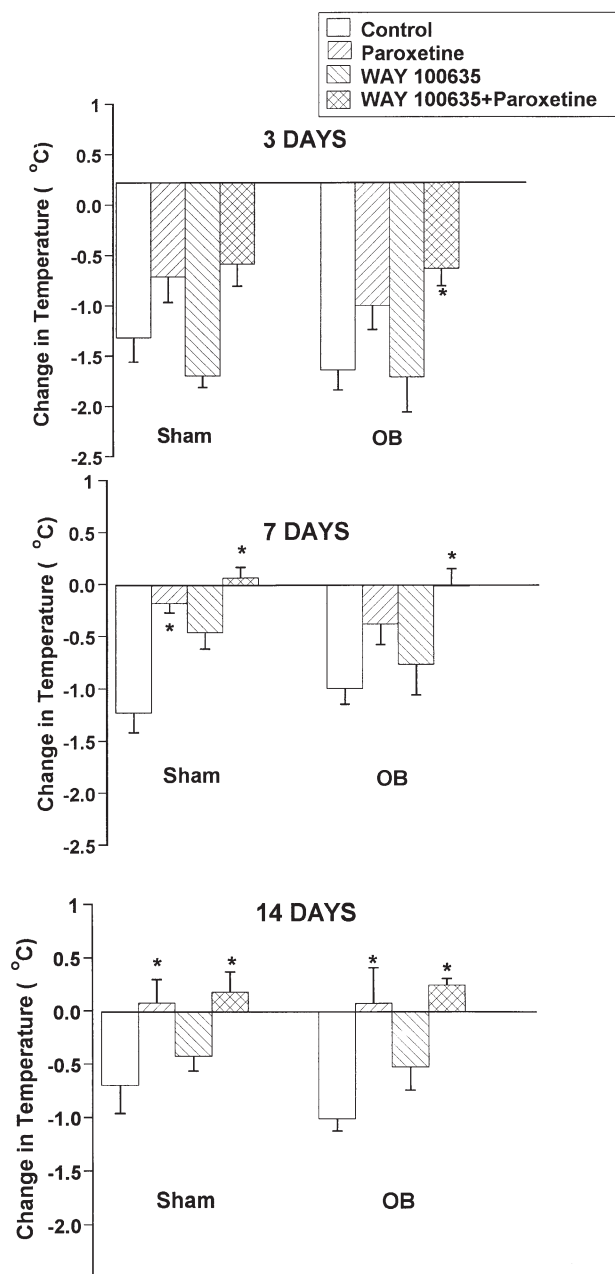 Control
Paroxetine
WAY 100635
WAY 100635+Paroxetine
3 DAYS
Change in Temperature ( °C)
1
0.5
0.0
-0.5
-1.0
-1.5
-2.0
-2.5
*
Sham
OB
7 DAYS
Change in Temperature ( °C)
1
0.5
0.0
-0.5
-1.0
-1.5
-2.0
-2.5
*
*
*
Sham
OB
14 DAYS
Change in Temperature ( °C)
1
0.5
0.0
-0.5
-1.0
-1.5
-2.0
*
*
*
*
Sham
OB